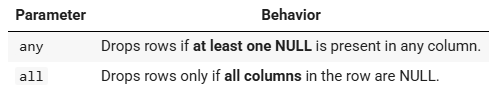 Parameter Behavior
any Drops rows if at least one NULL is present in any column.
all Drops rows only if all columns in the row are NULL.